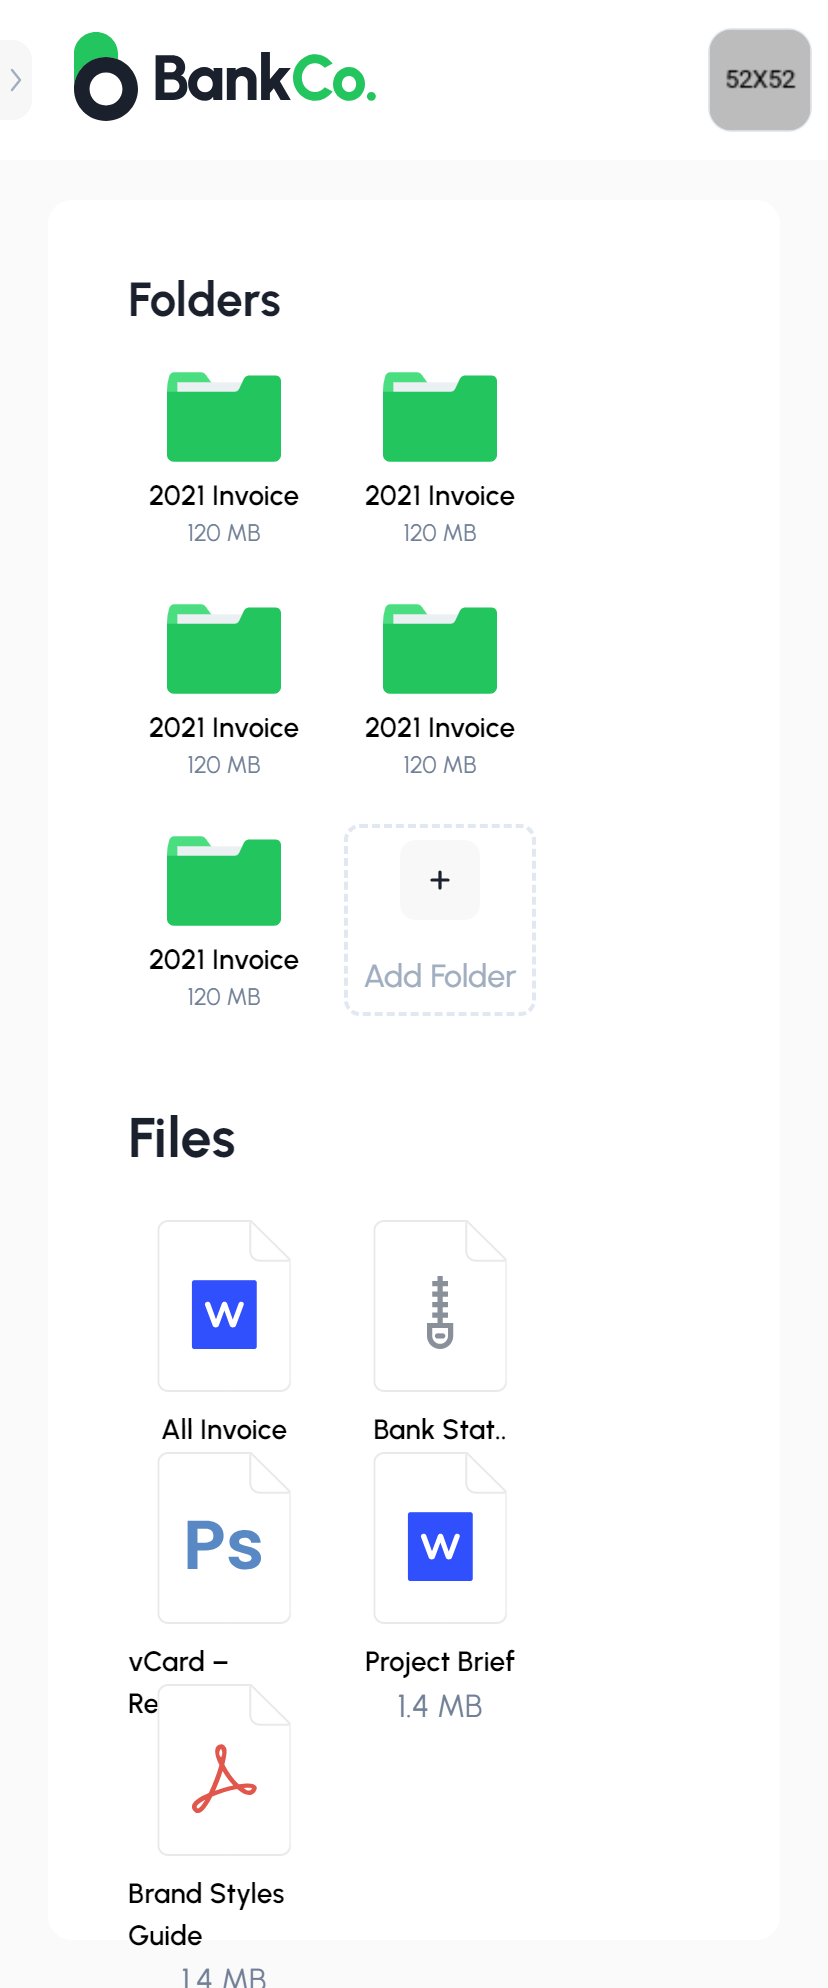 BankCo.
52X52
Folders
2021 Invoice
120 MB
2021 Invoice
120 MB
2021 Invoice
120 MB
2021 Invoice
120 MB
2021 Invoice
120 MB
+
Add Folder
Files
W
All Invoice
Bank Stat..
Ps
vCard –
Re
W
Project Brief
1.4 MB
Brand Styles
Guide
1.4 MB